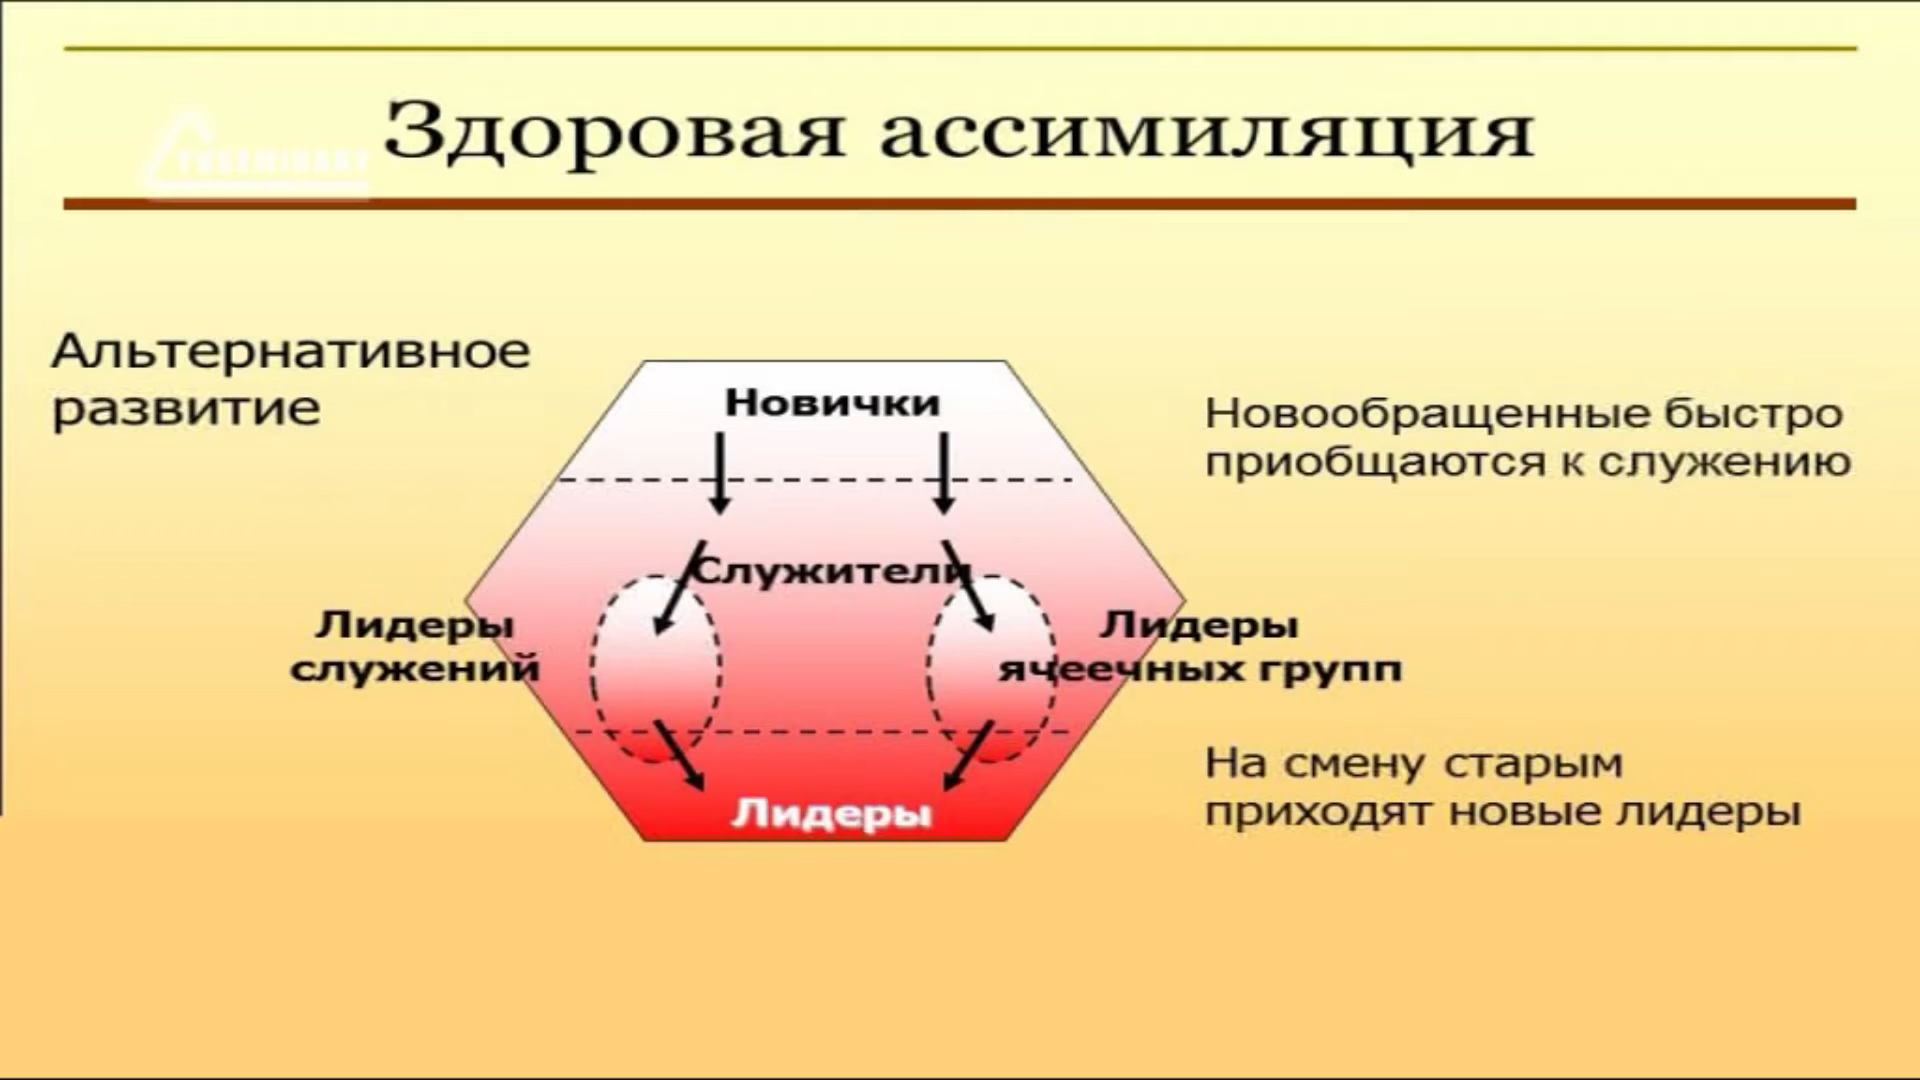 Здоровая ассимиляция
Альтернативное
развитие
Новички
Новообращенные быстро
приобщаются к служению
Служители
Лидеры
служений
Лидеры
ячеечных групп
На смену старым
приходят новые лидеры
Лидеры